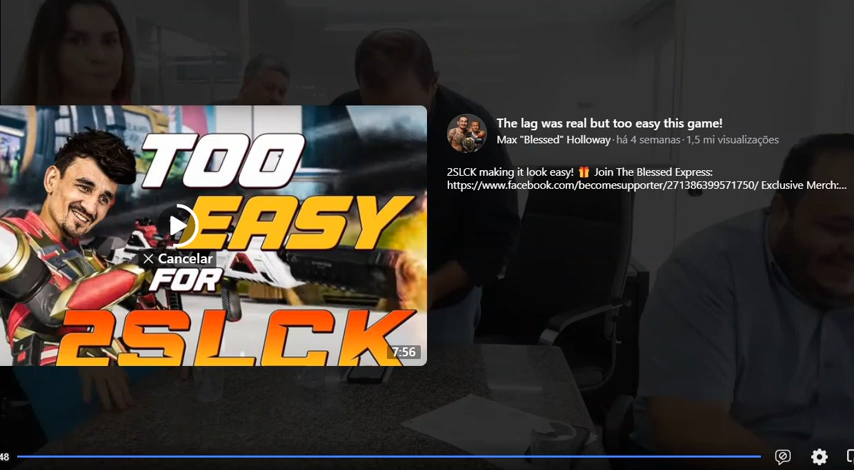 TOO
EASY
Cancelar
FOR
2SLCK
7:56
The lag was real but too easy this game!
Max "Blessed" Holloway · há 4 semanas · 1,5 mi visualizações
2SLCK making it look easy! 🎁 Join The Blessed Express:
https://www.facebook.com/becomesupporter/271386399571750/ Exclusive Merch:...
48